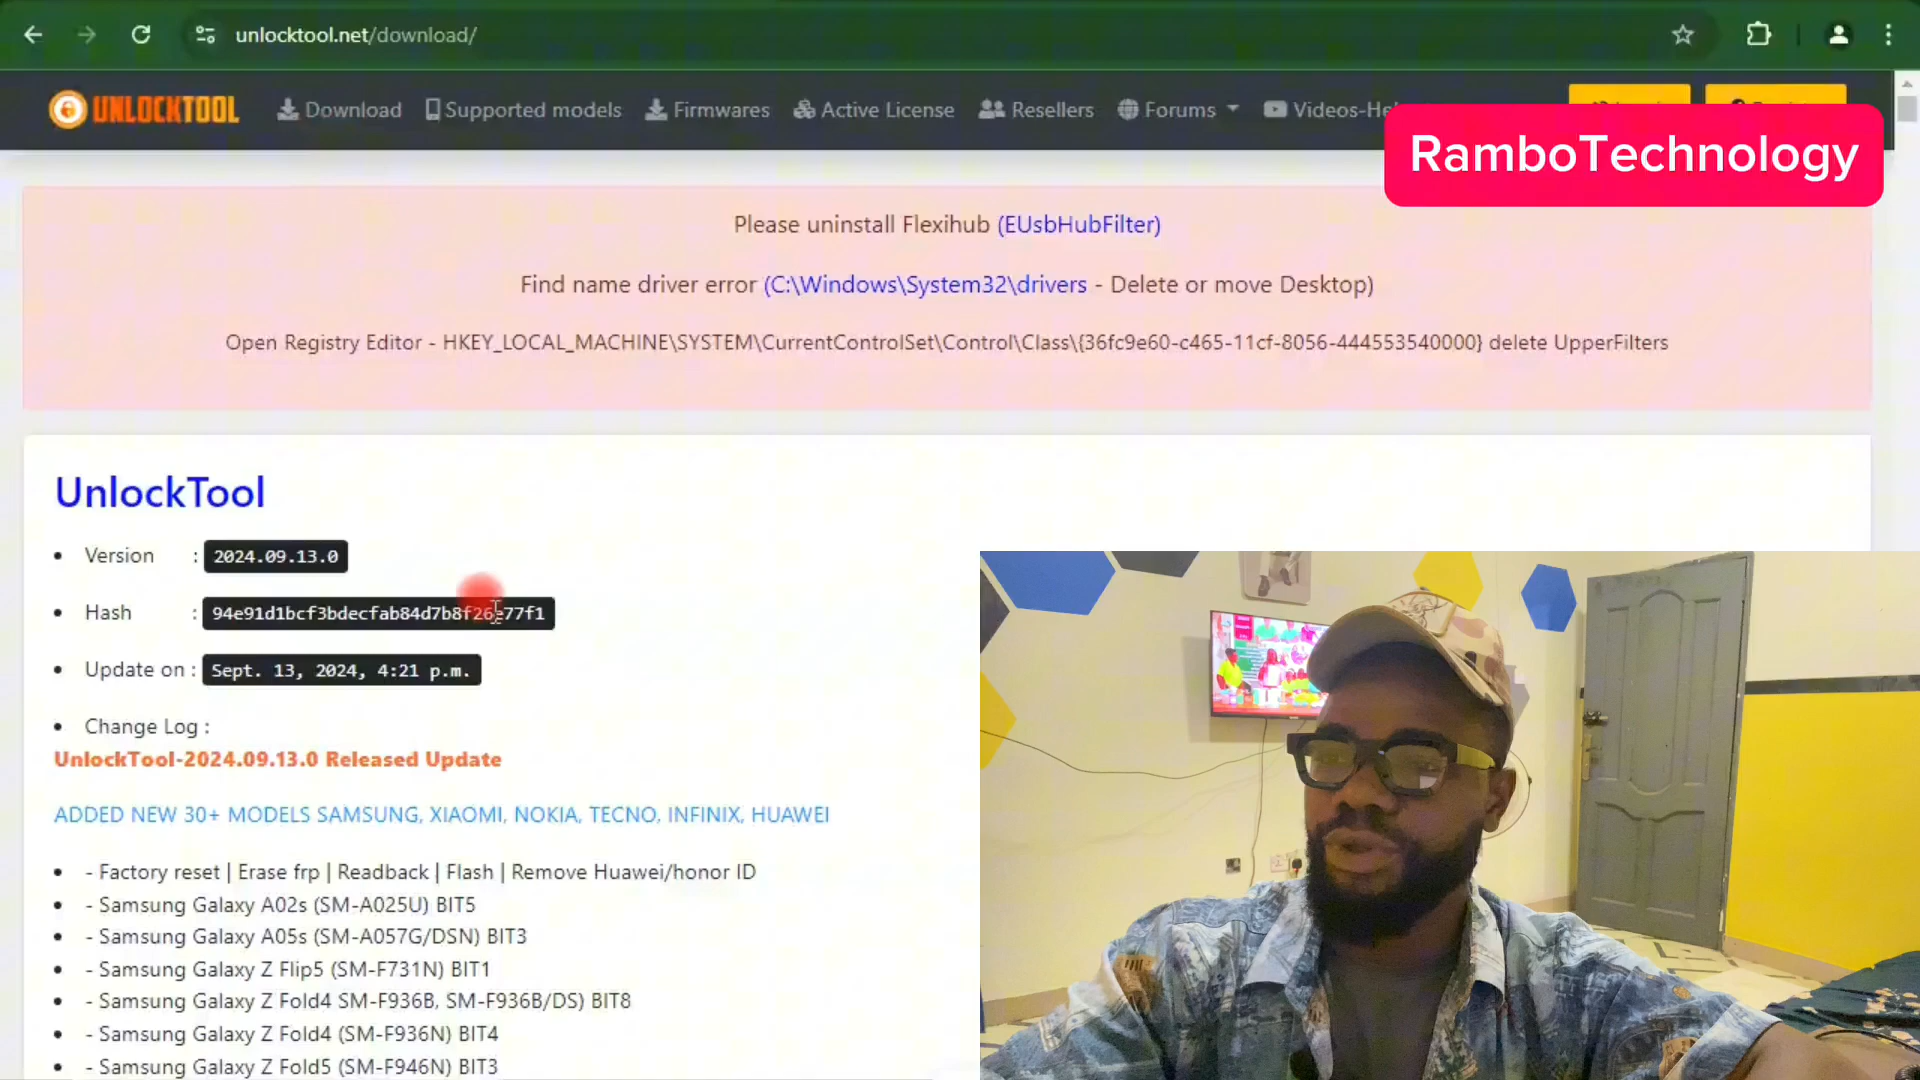 unlocktool.net/download/
UNLOCKTOOL Download Supported models Firmwares Active License Resellers Forums Videos-He
RamboTechnology
Please uninstall Flexihub (EUsbHubFilter)
Find name driver error (C:\Windows\System32\drivers - Delete or move Desktop)
Open Registry Editor - HKEY_LOCAL_MACHINE\SYSTEM\CurrentControlSet\Control\Class\{36fc9e60-c465-11cf-8056-444553540000} delete UpperFilters
UnlockTool
Version : 2024.09.13.0
Hash : 94e91d1bcf3bdecfab84d7b8f26e77f1
Update on : Sept. 13, 2024, 4:21 p.m.
Change Log :
UnlockTool-2024.09.13.0 Released Update
ADDED NEW 30+ MODELS SAMSUNG, XIAOMI, NOKIA, TECNO, INFINIX, HUAWEI
- Factory reset | Erase frp | Readback | Flash | Remove Huawei/honor ID
- Samsung Galaxy A02s (SM-A025U) BIT5
- Samsung Galaxy A05s (SM-A057G/DSN) BIT3
- Samsung Galaxy Z Flip5 (SM-F731N) BIT1
- Samsung Galaxy Z Fold4 SM-F936B, SM-F936B/DS) BIT8
- Samsung Galaxy Z Fold4 (SM-F936N) BIT4
- Samsung Galaxy Z Fold5 (SM-F946N) BIT3